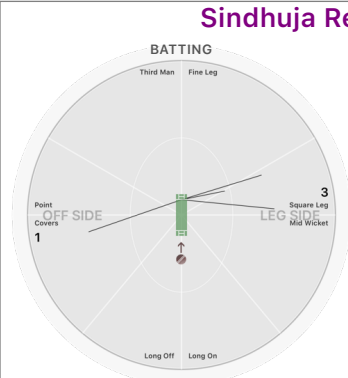 Sindhuja Re
BATTING
Third Man Fine Leg
3
Point Square Leg
OFF SIDE LEG SIDE
Covers Mid Wicket
1
Long Off Long On